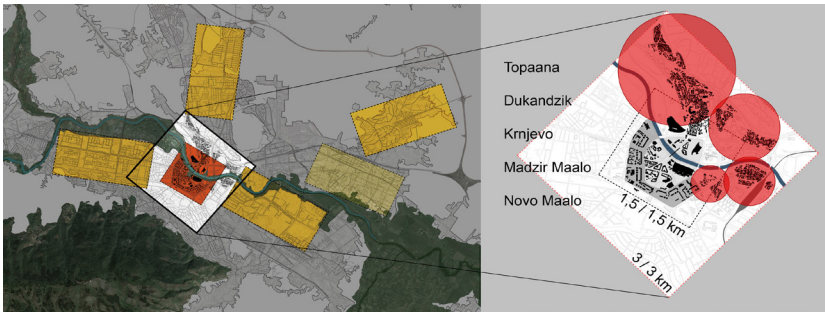 Topaana
Dukandzik
Krnjevo
Madzir Maalo
Novo Maalo
1,5 / 1,5 km
3 / 3 km